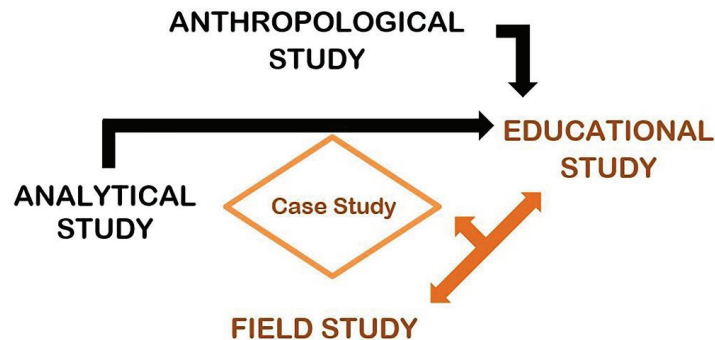 ANTHROPOLOGICAL
STUDY
EDUCATIONAL
STUDY
ANALYTICAL
STUDY
Case Study
FIELD STUDY